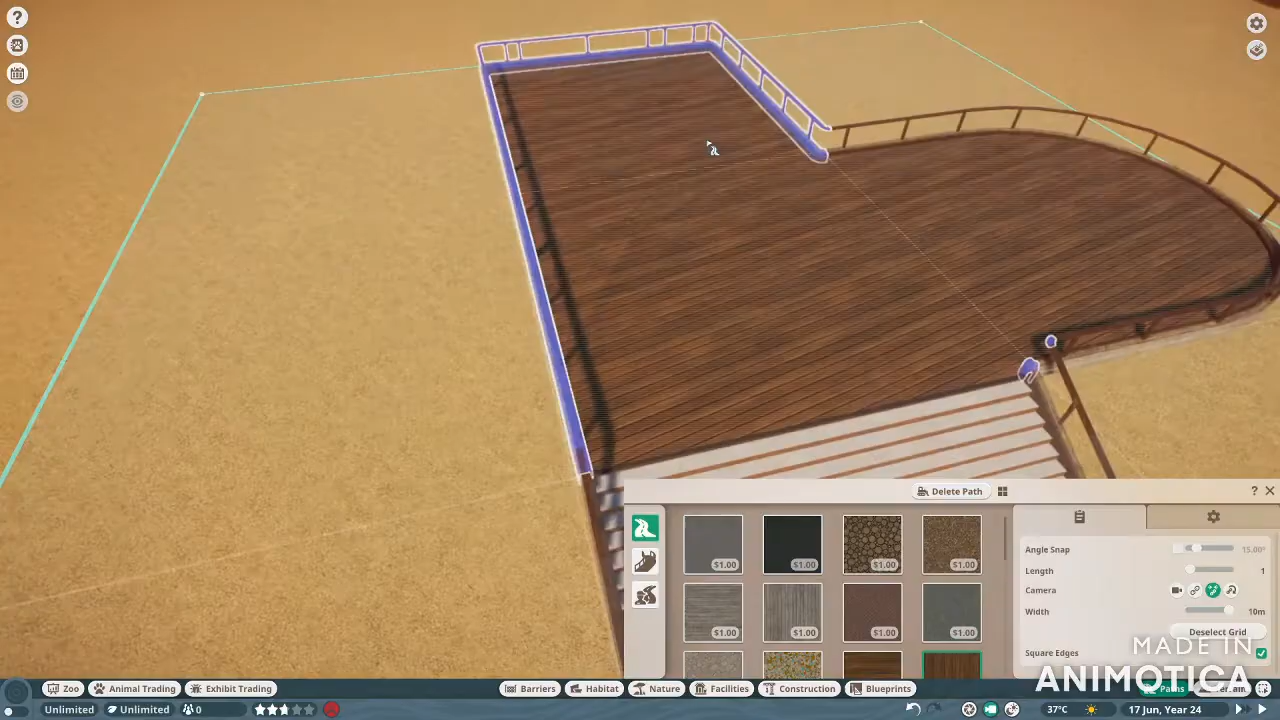 ?
Delete Path
? ✕
$1.00 $1.00 $1.00 $1.00
$1.00 $1.00 $1.00 $1.00
Angle Snap 15.00°
Length 1
Camera
Width 10m
Deselect Grid
Square Edges
MADE IN
ANIMOTICA
Zoo Animal Trading Exhibit Trading Barriers Habitat Nature Facilities Construction Blueprints Paths
Unlimited Unlimited 0 37°C 17 Jun, Year 24